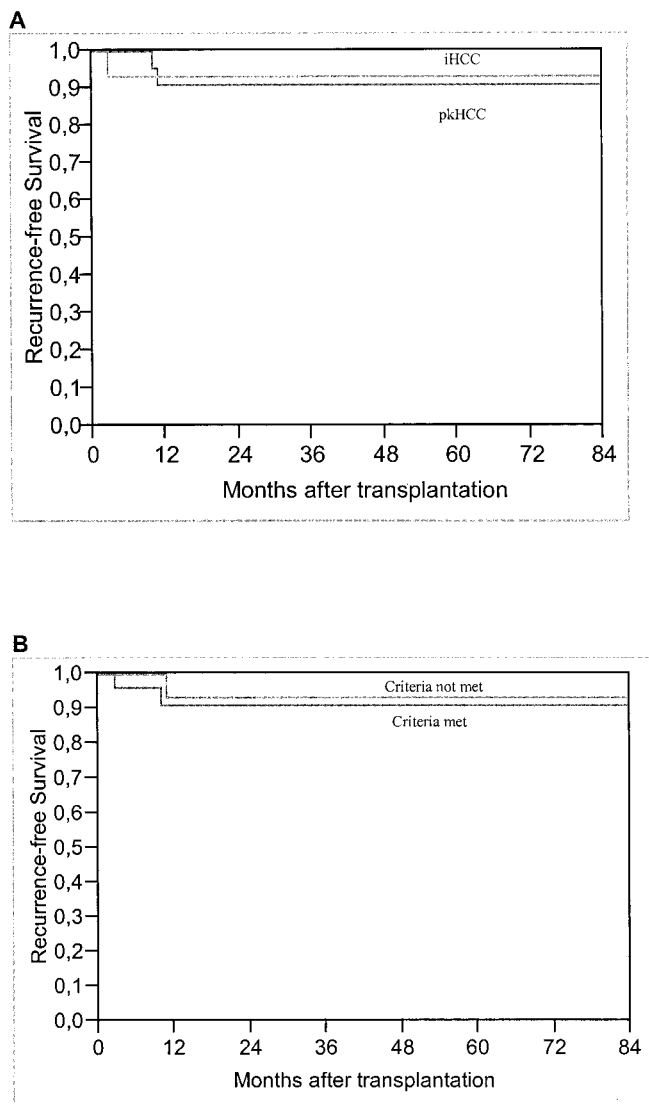 A
Recurrence-free Survival
1,0
0,9
0,8
0,7
0,6
0,5
0,4
0,3
0,2
0,1
0,0
iHCC
pkHCC
0 12 24 36 48 60 72 84
Months after transplantation
B
Recurrence-free Survival
1,0
0,9
0,8
0,7
0,6
0,5
0,4
0,3
0,2
0,1
0,0
Criteria not met
Criteria met
0 12 24 36 48 60 72 84
Months after transplantation